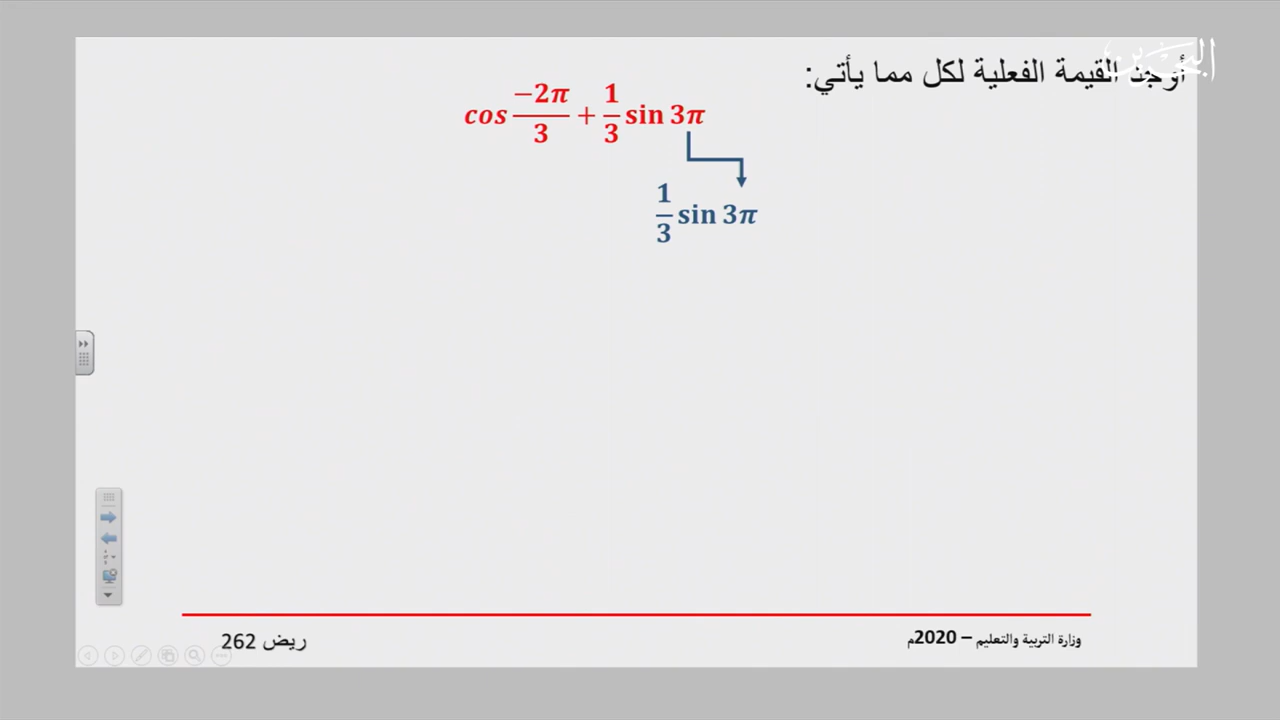 أوجد القيمة الفعلية لكل مما يأتي:
cos −2π/3 + 1/3 sin 3π
1/3 sin 3π
وزارة التربية والتعليم – 2020م
ريض 262
البحرين